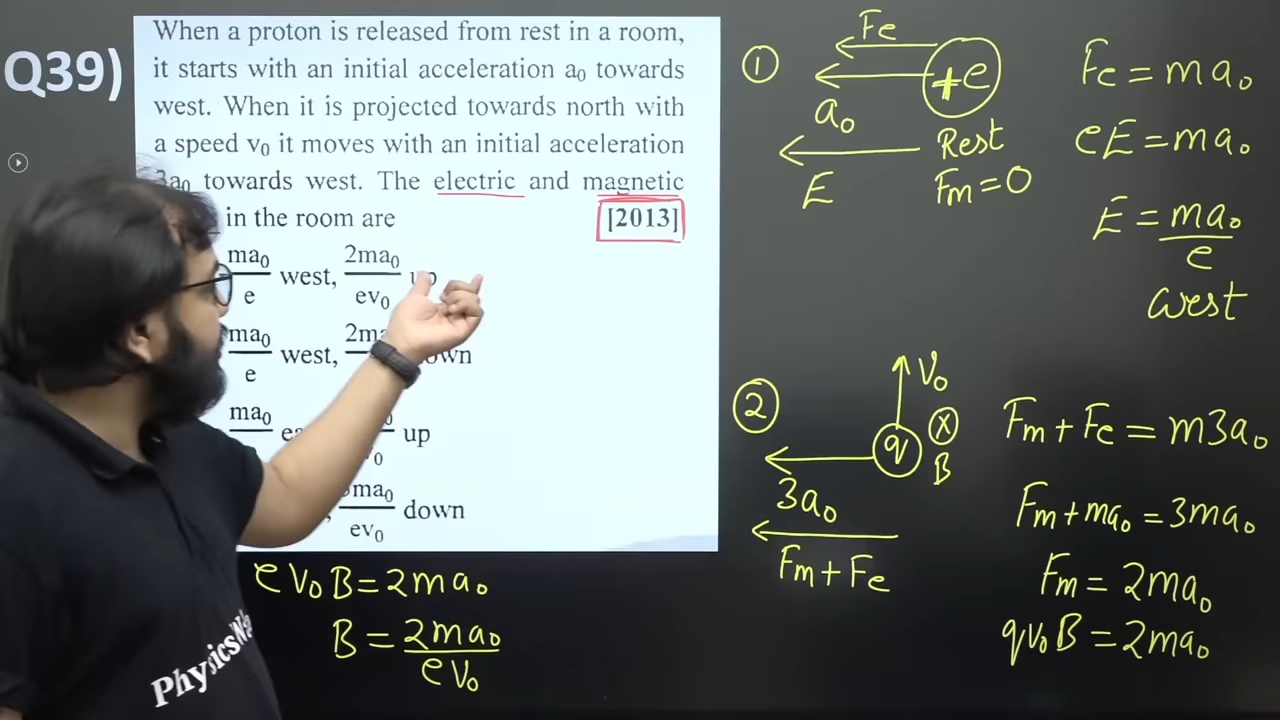 Q39)
When a proton is released from rest in a room,
it starts with an initial acceleration a₀ towards
west. When it is projected towards north with
a speed v₀ it moves with an initial acceleration
3a₀ towards west. The electric and magnetic
in the room are [2013]
ma₀/e west, 2ma₀/ev₀ up
ma₀/e west, down
ma₀ up
3ma₀/ev₀ down
ev₀B = 2ma₀
B = 2ma₀/ev₀
① Fe
+e
a₀
E
Rest
Fm = 0
Fe = ma₀
eE = ma₀
E = ma₀/e
west
② V₀
q ⓧ
B
3a₀
Fm + Fe
Fm + Fe = m3a₀
Fm + ma₀ = 3ma₀
Fm = 2ma₀
qv₀B = 2ma₀